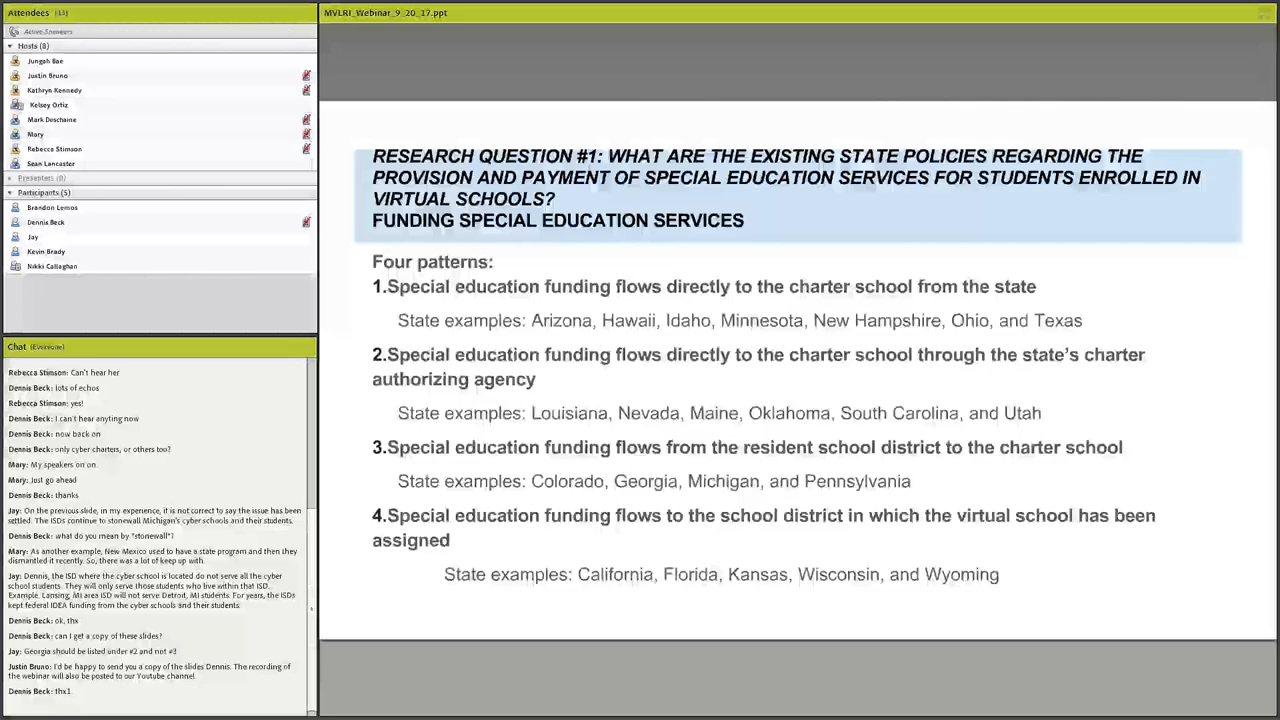 Attendees (13)
Active Speakers
Hosts (8)
Jungah Bae
Justin Bruno
Kathryn Kennedy
Kelsey Ortiz
Mark Deschaine
Mary
Rebecca Stimson
Sean Lancaster
Presenters (0)
Participants (5)
Brandon Lemos
Dennis Beck
Jay
Kevin Brady
Nikki Callaghan
Chat (Everyone)
Rebecca Stimson: Can't hear her
Dennis Beck: lots of echos
Rebecca Stimson: yes!
Dennis Beck: I can't hear anyting now
Dennis Beck: now back on
Dennis Beck: only cyber charters, or others too?
Mary: My speakers on on.
Mary: Just go ahead
Dennis Beck: thanks
Jay: On the previous slide, in my experience, it is not correct to say the issue has been
settled. The ISDs continue to stonewall Michigan's cyber schools and their students.
Dennis Beck: what do you mean by "stonewall"?
Mary: As another example, New Mexico used to have a state program and then they
dismantled it recently. So, there was a lot of keep up with.
Jay: Dennis, the ISD where the cyber school is located do not serve all the cyber
school students. They will only serve those students who live within that ISD.
Example. Lansing, MI area ISD will not serve Detroit, MI students. For years, the ISDs
kept federal IDEA funding from the cyber schools and their students.
Dennis Beck: ok, thx
Dennis Beck: can I get a copy of these slides?
Jay: Georgia should be listed under #2 and not #3
Justin Bruno: I'd be happy to send you a copy of the slides Dennis. The recording of
the webinar will also be posted to our Youtube channel
Dennis Beck: thx1
MVLRI_Webinar_9_20_17.ppt
RESEARCH QUESTION #1: WHAT ARE THE EXISTING STATE POLICIES REGARDING THE
PROVISION AND PAYMENT OF SPECIAL EDUCATION SERVICES FOR STUDENTS ENROLLED IN
VIRTUAL SCHOOLS?
FUNDING SPECIAL EDUCATION SERVICES
Four patterns:
1.Special education funding flows directly to the charter school from the state
State examples: Arizona, Hawaii, Idaho, Minnesota, New Hampshire, Ohio, and Texas
2.Special education funding flows directly to the charter school through the state's charter
authorizing agency
State examples: Louisiana, Nevada, Maine, Oklahoma, South Carolina, and Utah
3.Special education funding flows from the resident school district to the charter school
State examples: Colorado, Georgia, Michigan, and Pennsylvania
4.Special education funding flows to the school district in which the virtual school has been
assigned
State examples: California, Florida, Kansas, Wisconsin, and Wyoming